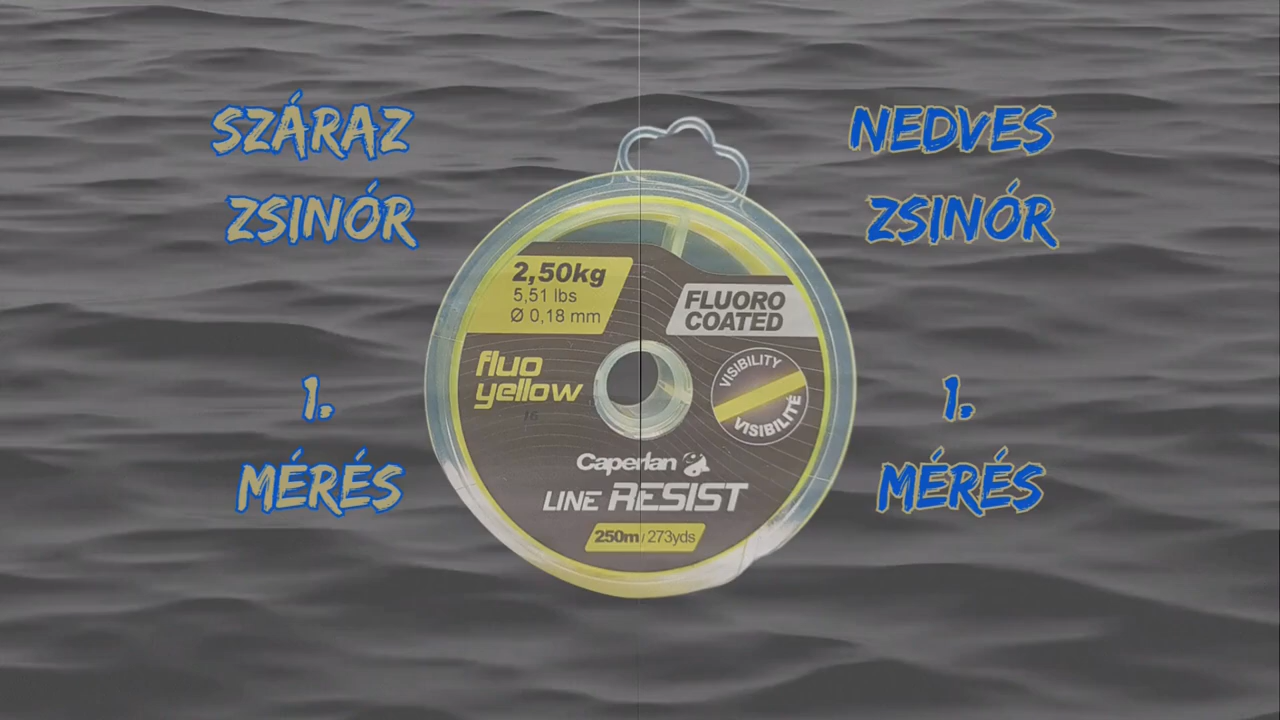 SZÁRAZ
ZSINÓR
1.
MÉRÉS
NEDVES
ZSINÓR
1.
MÉRÉS
2,50kg
5,51 lbs
Ø 0,18 mm
FLUORO
COATED
fluo
yellow
VISIBILITY
VISIBILITÉ
Caperlan
LINE RESIST
250m/273yds